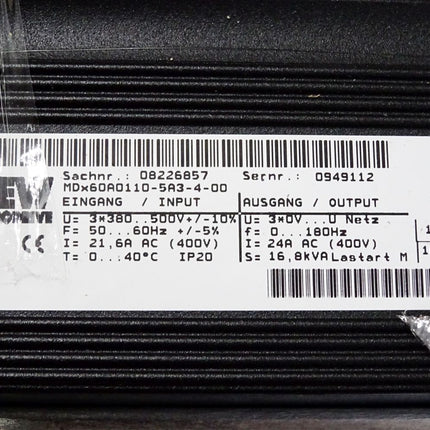 Sachnr.: 08226857 Sernr.: 0949112
MDx60A0110-5A3-4-00
EINGANG / INPUT AUSGANG / OUTPUT
U= 3*380...500V+/-10% U= 3*0V...U Netz
F= 50...60Hz +/-5% f= 0...180Hz
I= 21,6A AC (400V) I= 24A AC (400V)
T= 0...40°C IP20 S= 16,8kVA Lastart M
EW
CE